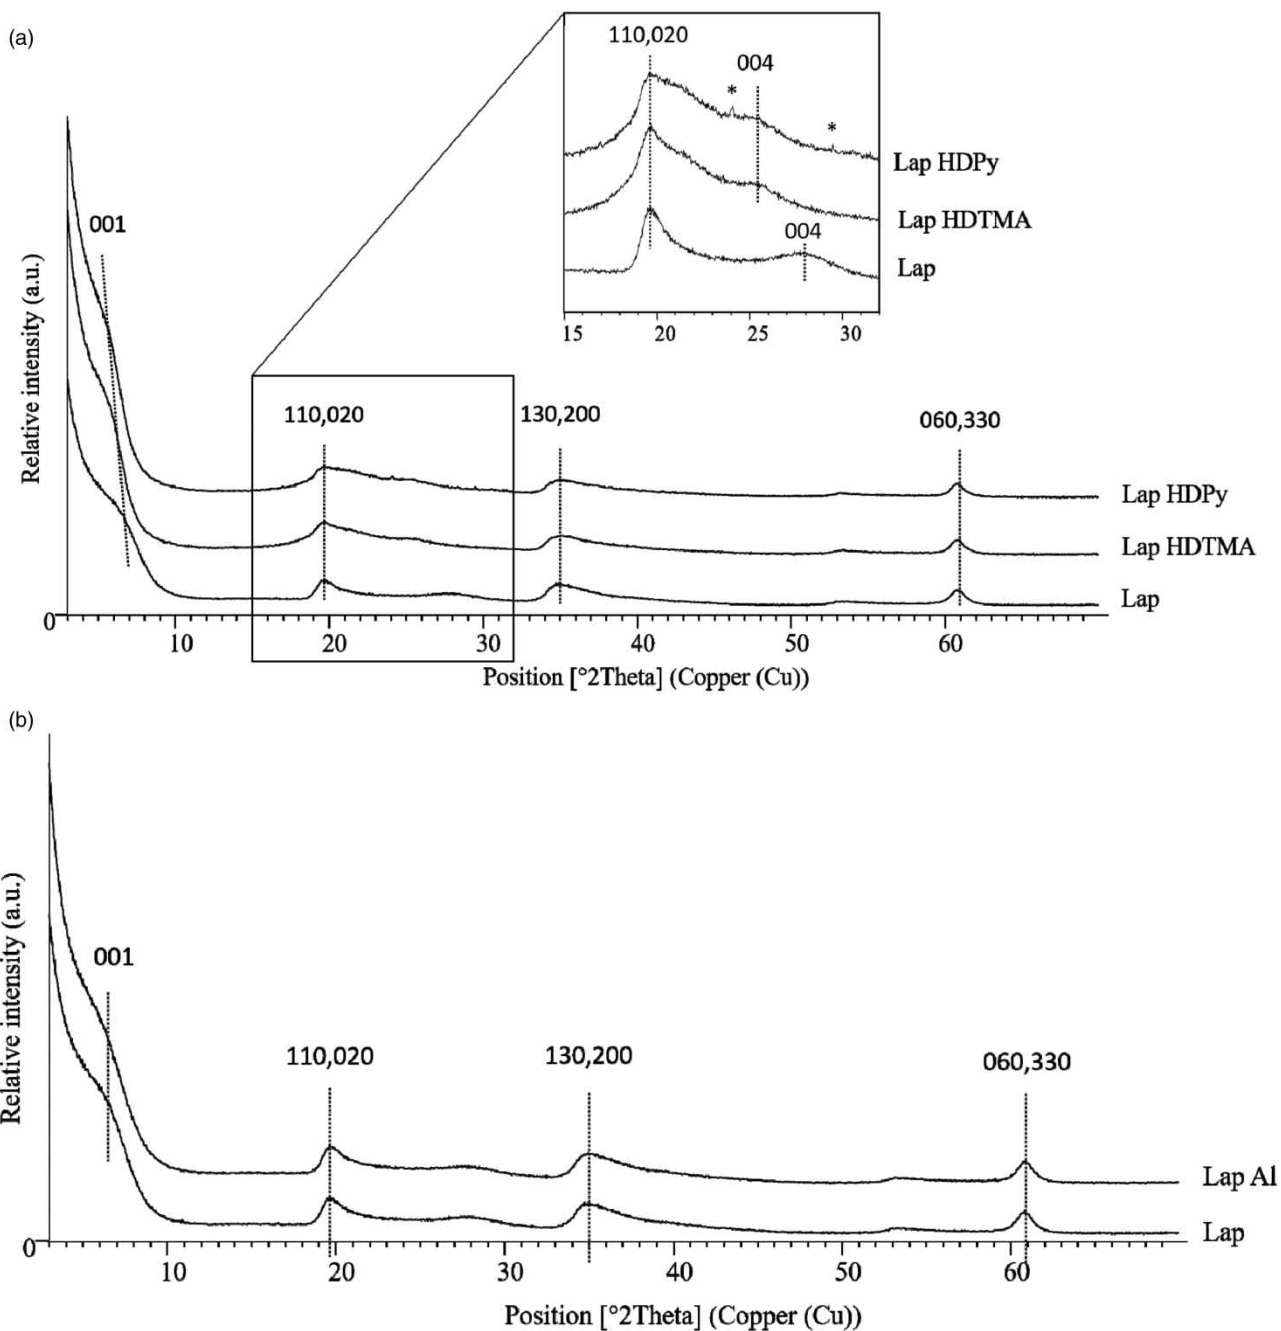 (a)
110,020
004
*
*
Lap HDPy
Lap HDTMA
004
Lap
15
20
25
30
001
Relative intensity (a.u.)
110,020
130,200
060,330
Lap HDPy
Lap HDTMA
Lap
0
10
20
30
40
50
60
Position [°2Theta] (Copper (Cu))
(b)
Relative intensity (a.u.)
001
110,020
130,200
060,330
Lap Al
Lap
0
10
20
30
40
50
60
Position [°2Theta] (Copper (Cu))